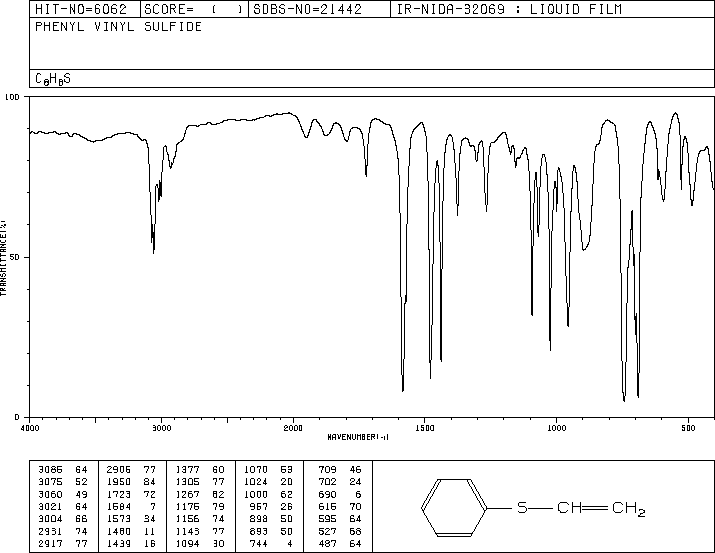 HIT-NO=6062 SCORE= ( ) SDBS-NO=21442 IR-NIDA-32069 : LIQUID FILM
PHENYL VINYL SULFIDE
C8H8S
100
50
0
TRANSMITTANCE(%)
4000 3000 2000 1500 1000 500
WAVENUMBER(-1)
3086 64 2906 77 1377 60 1070 53 709 46
3075 52 1950 84 1305 77 1024 20 702 24
3060 49 1723 72 1267 62 1000 62 690 6
3021 64 1584 7 1176 79 957 26 615 70
3004 66 1573 34 1156 74 898 50 595 64
2931 74 1480 11 1143 77 893 50 527 68
2917 77 1439 16 1094 30 744 4 487 64
S CH CH2